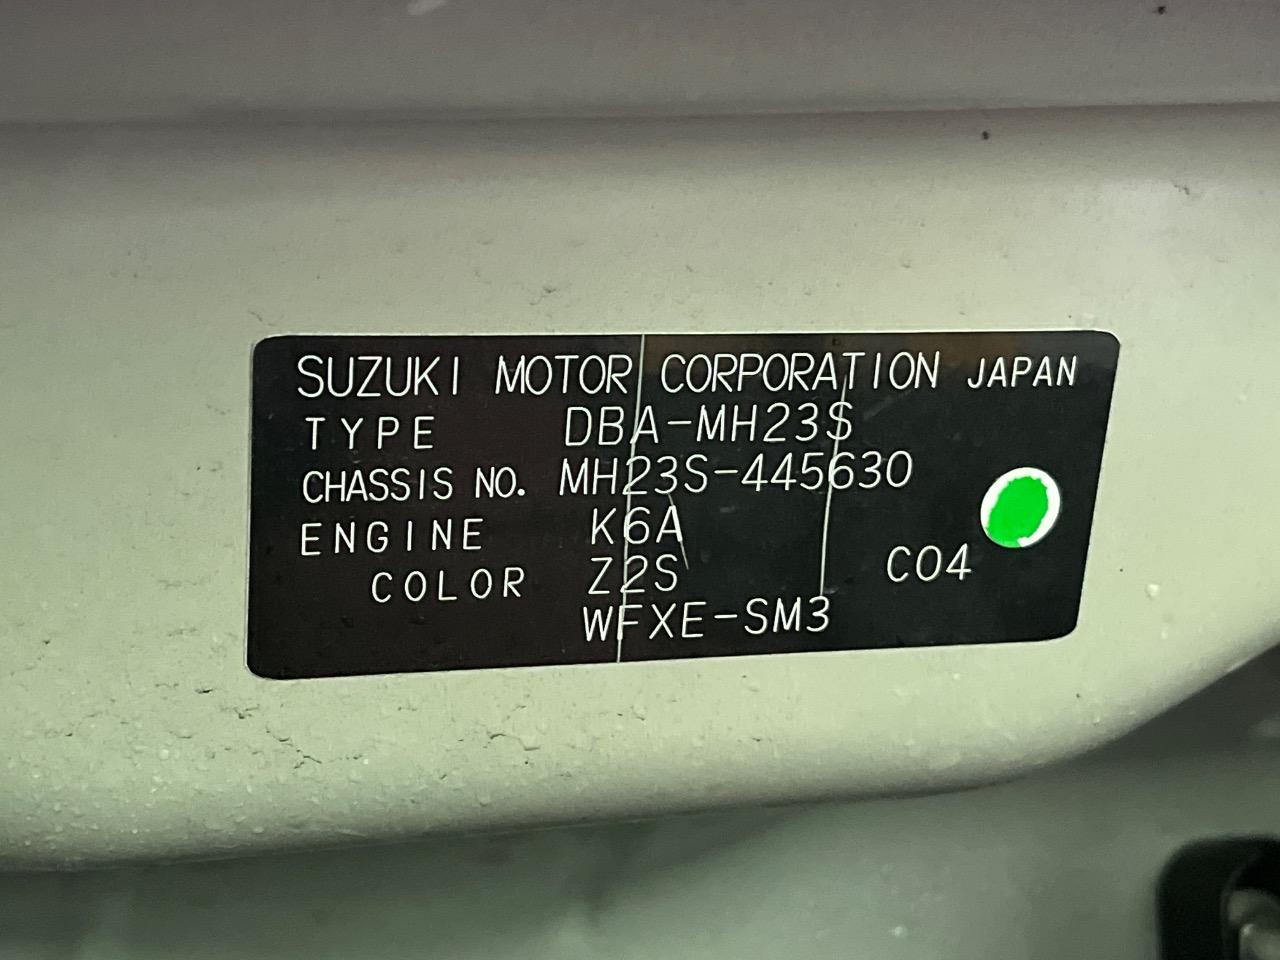 SUZUKI MOTOR CORPORATION JAPAN
TYPE DBA-MH23S
CHASSIS NO. MH23S-445630
ENGINE K6A
COLOR Z2S C04
WFXE-SM3